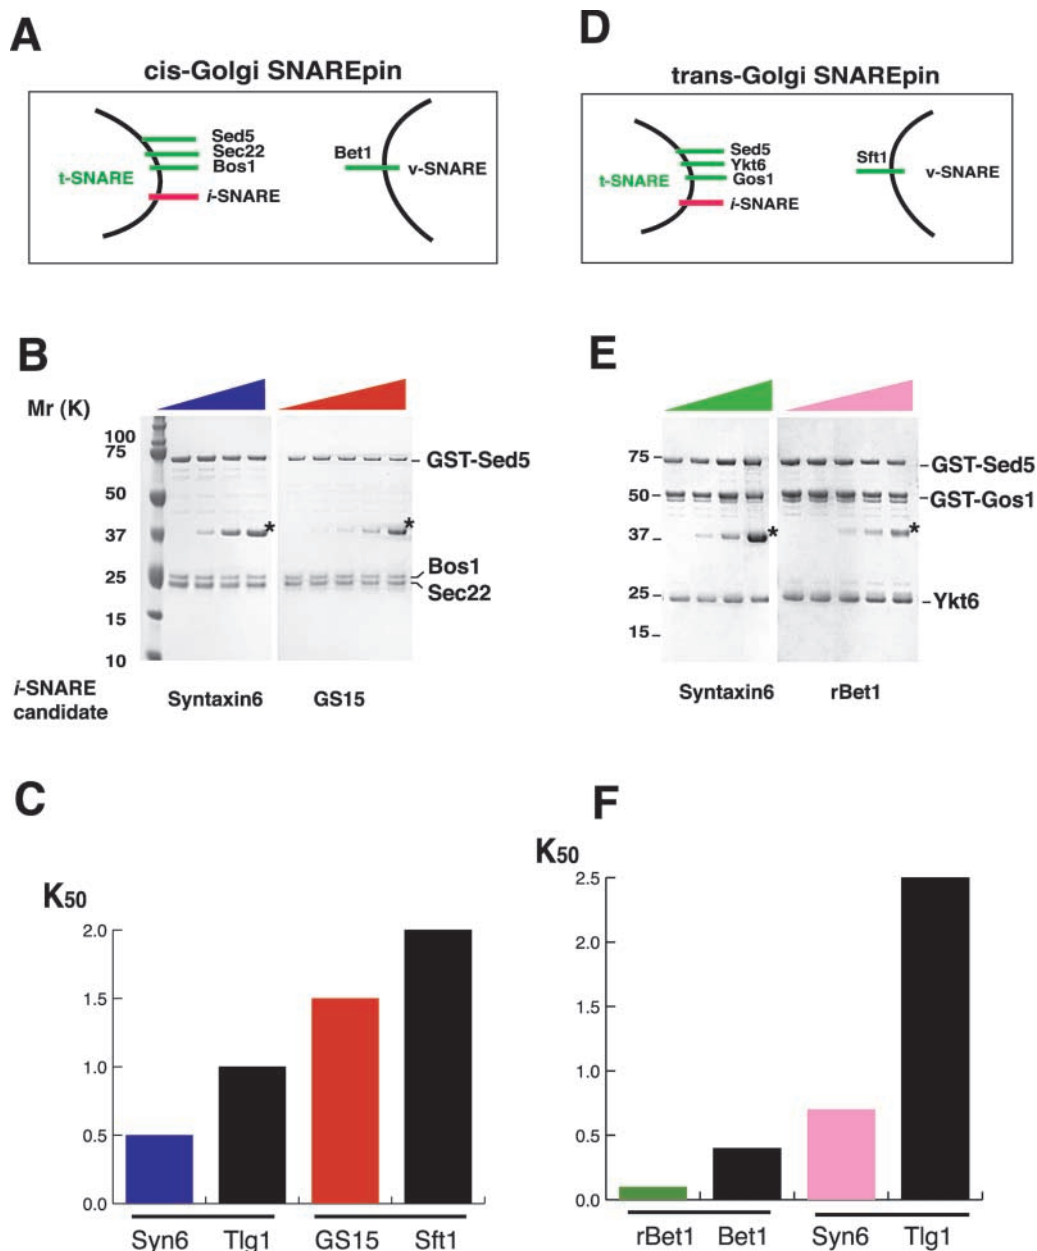 A
cis-Golgi SNAREpin
Sed5
Sec22
Bos1
t-SNARE
i-SNARE
Bet1
v-SNARE
D
trans-Golgi SNAREpin
Sed5
Ykt6
Gos1
t-SNARE
i-SNARE
Sft1
v-SNARE
B
Mr (K)
100
75
50
37
25
15
10
GST-Sed5
*
*
Bos1
Sec22
i-SNARE
candidate
Syntaxin6
GS15
E
75
50
37
25
15
GST-Sed5
GST-Gos1
*
*
Ykt6
Syntaxin6
rBet1
C
K50
2.0
1.5
1.0
0.5
0.0
Syn6
Tlg1
GS15
Sft1
F
K50
2.5
2.0
1.5
1.0
0.5
0.0
rBet1
Bet1
Syn6
Tlg1